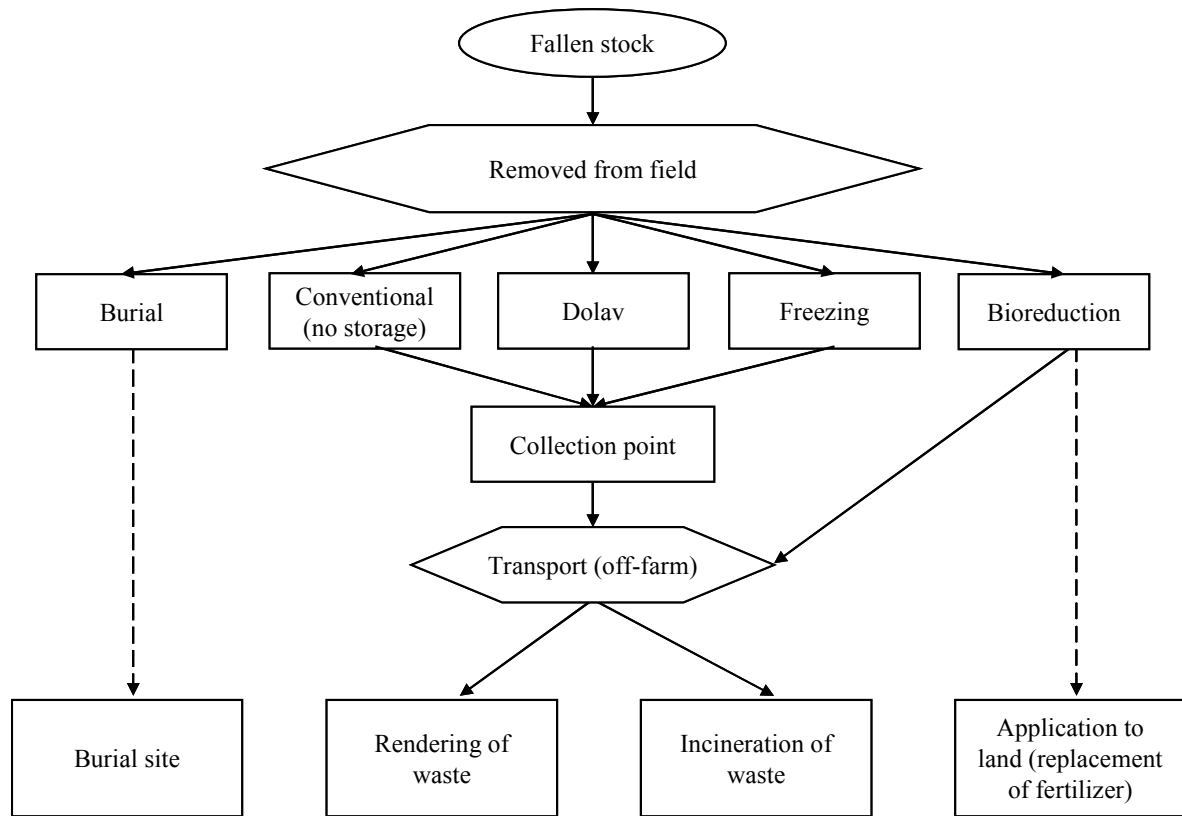 Fallen stock
Removed from field
Burial
Conventional
(no storage)
Dolav
Freezing
Bioreduction
Collection point
Transport (off-farm)
Burial site
Rendering of
waste
Incineration of
waste
Application to
land (replacement
of fertilizer)